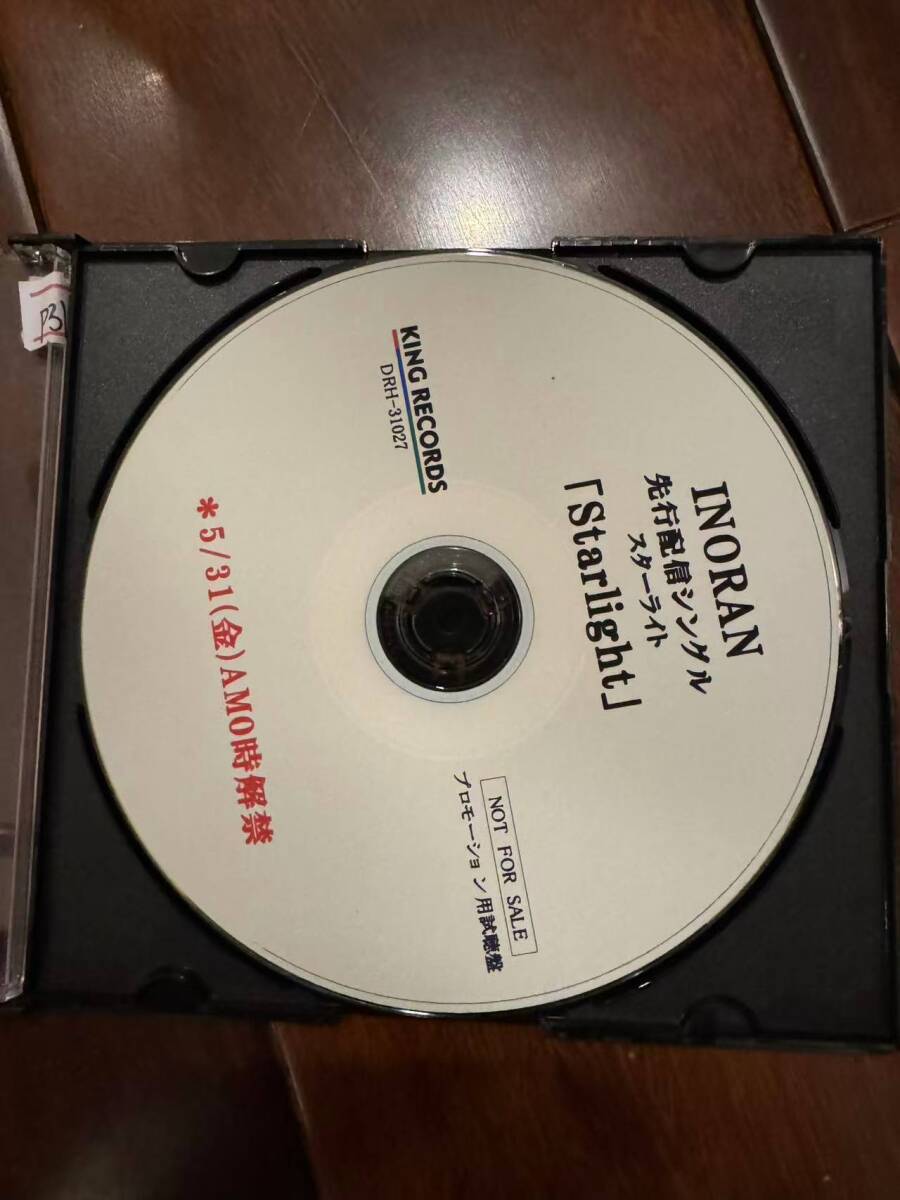 INORAN
先行配信シングル
スターライト
「Starlight」
KING RECORDS
DRH-31027
NOT FOR SALE
プロモーション用試聴盤
＊5/31(金)AM0時解禁